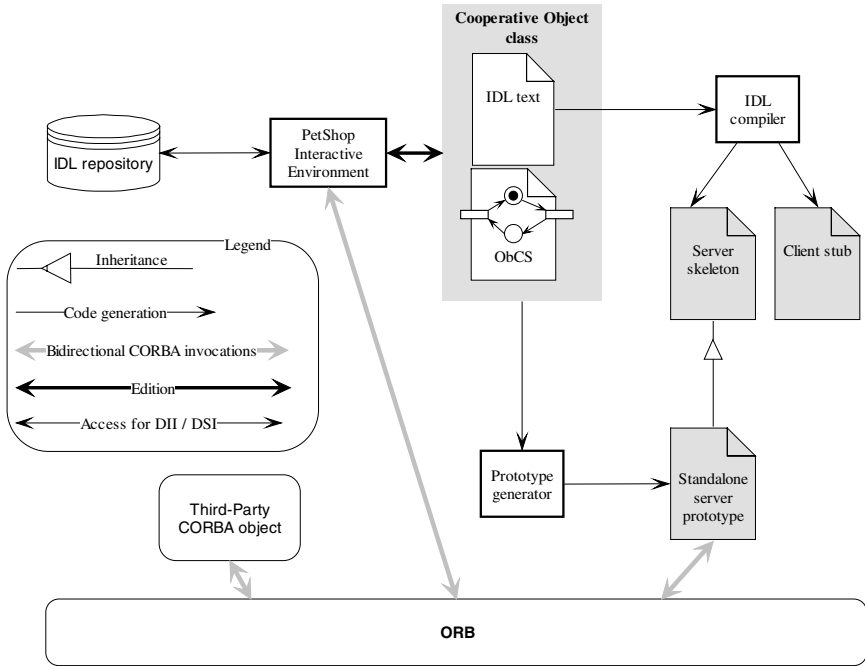 Cooperative Object
class
IDL text
IDL
compiler
PetShop
Interactive
Environment
IDL repository
ObCS
Server
skeleton
Client stub
Legend
Inheritance
Code generation
Bidirectional CORBA invocations
Edition
Access for DII / DSI
Prototype
generator
Standalone
server
prototype
Third-Party
CORBA object
ORB